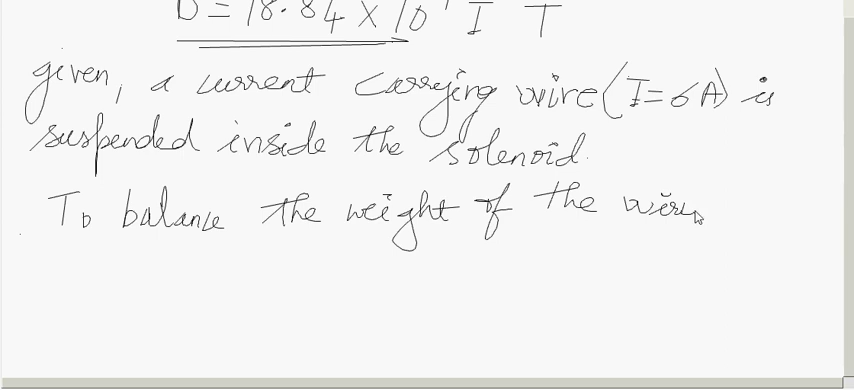 B = 18.84 × 10 I T
given, a current carrying wire (I = 6A) is
suspended inside the solenoid.
To balance the weight of the wire